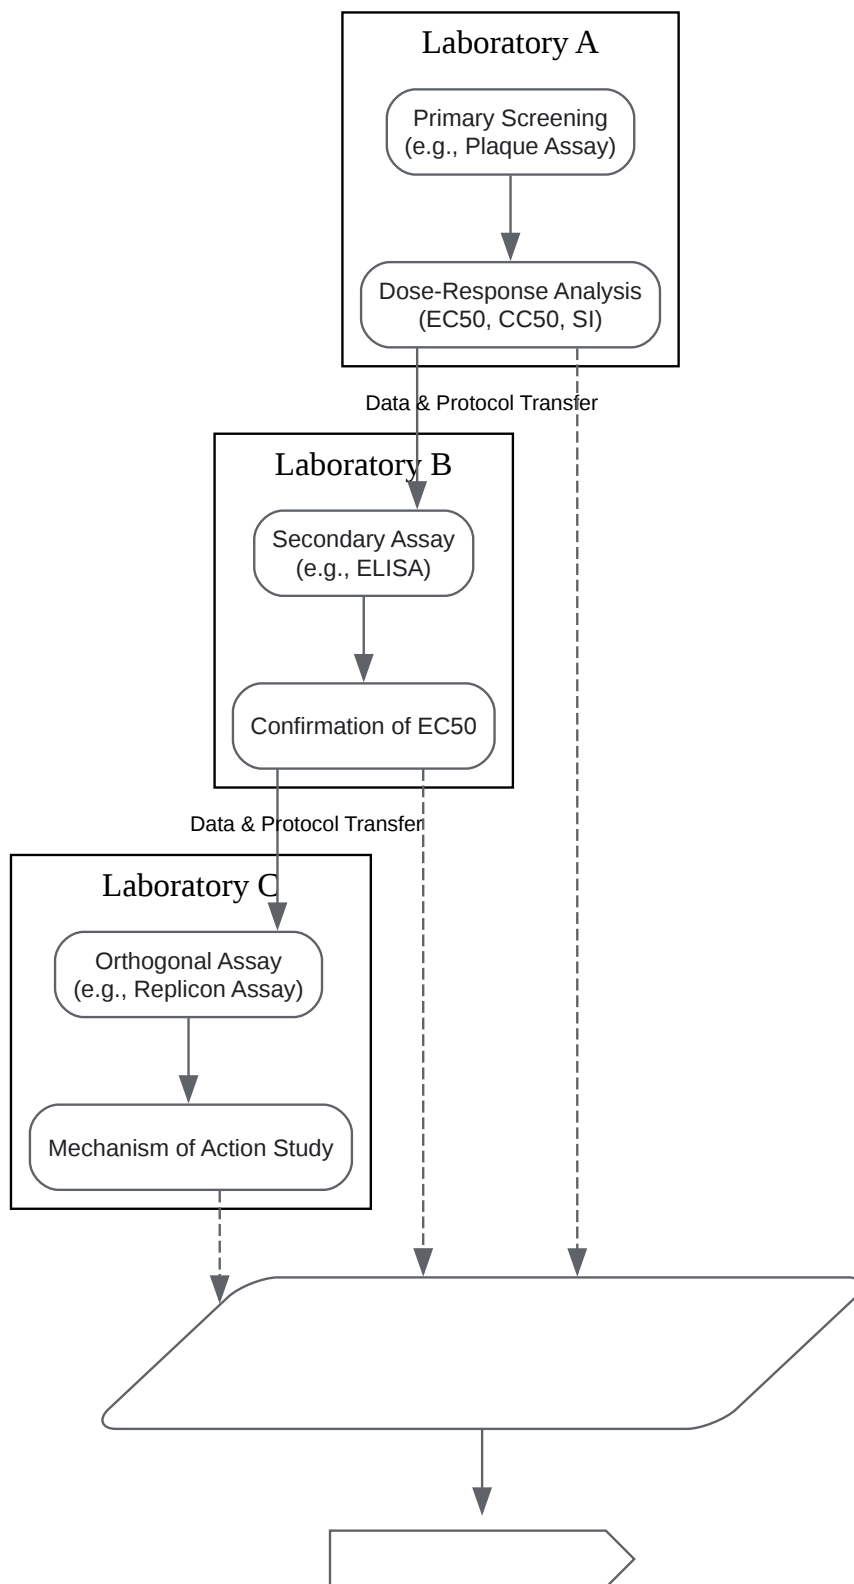 Laboratory A
Primary Screening
(e.g., Plaque Assay)
Dose-Response Analysis
(EC50, CC50, SI)
Data & Protocol Transfer
Laboratory B
Secondary Assay
(e.g., ELISA)
Confirmation of EC50
Data & Protocol Transfer
Laboratory C
Orthogonal Assay
(e.g., Replicon Assay)
Mechanism of Action Study